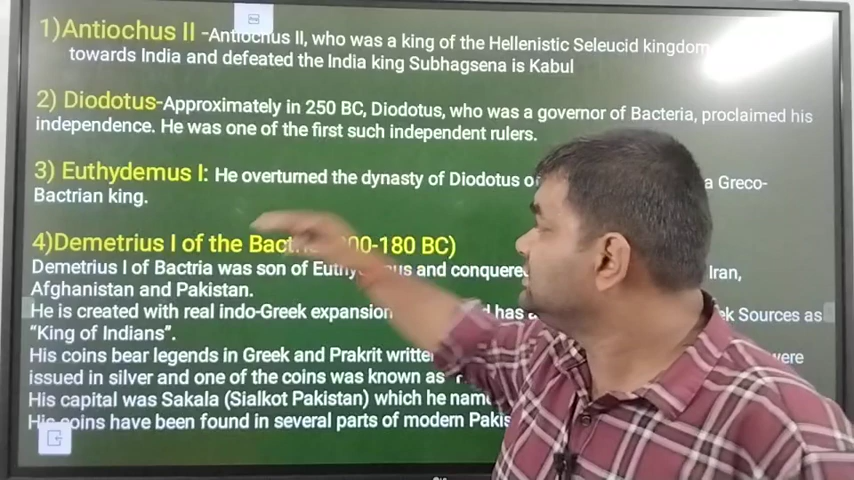 1)Antiochus II -Antiochus II, who was a king of the Hellenistic Seleucid kingdom
towards India and defeated the India king Subhagsena is Kabul
2) Diodotus-Approximately in 250 BC, Diodotus, who was a governor of Bacteria, proclaimed his
independence. He was one of the first such independent rulers.
3) Euthydemus I: He overturned the dynasty of Diodotus a Greco-
Bactrian king.
4)Demetrius I of the 180 BC)
Demetrius I of Bactria was son of and conquered Iran,
Afghanistan and Pakistan.
He is created with real indo-Greek expansion has Sources as
“King of Indians”.
His coins bear legends in Greek and Prakrit were
issued in silver and one of the coins was known as
His capital was Sakala (Sialkot Pakistan) which he
His coins have been found in several parts of modern